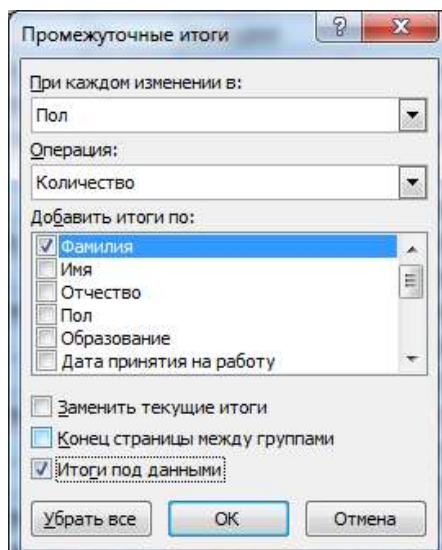 Промежуточные итоги
При каждом изменении в:
Пол
Операция:
Количество
Добавить итоги по:
Фамилия
Имя
Отчество
Пол
Образование
Дата принятия на работу
Заменить текущие итоги
Конец страницы между группами
Итоги под данными
Убрать все ОК Отмена